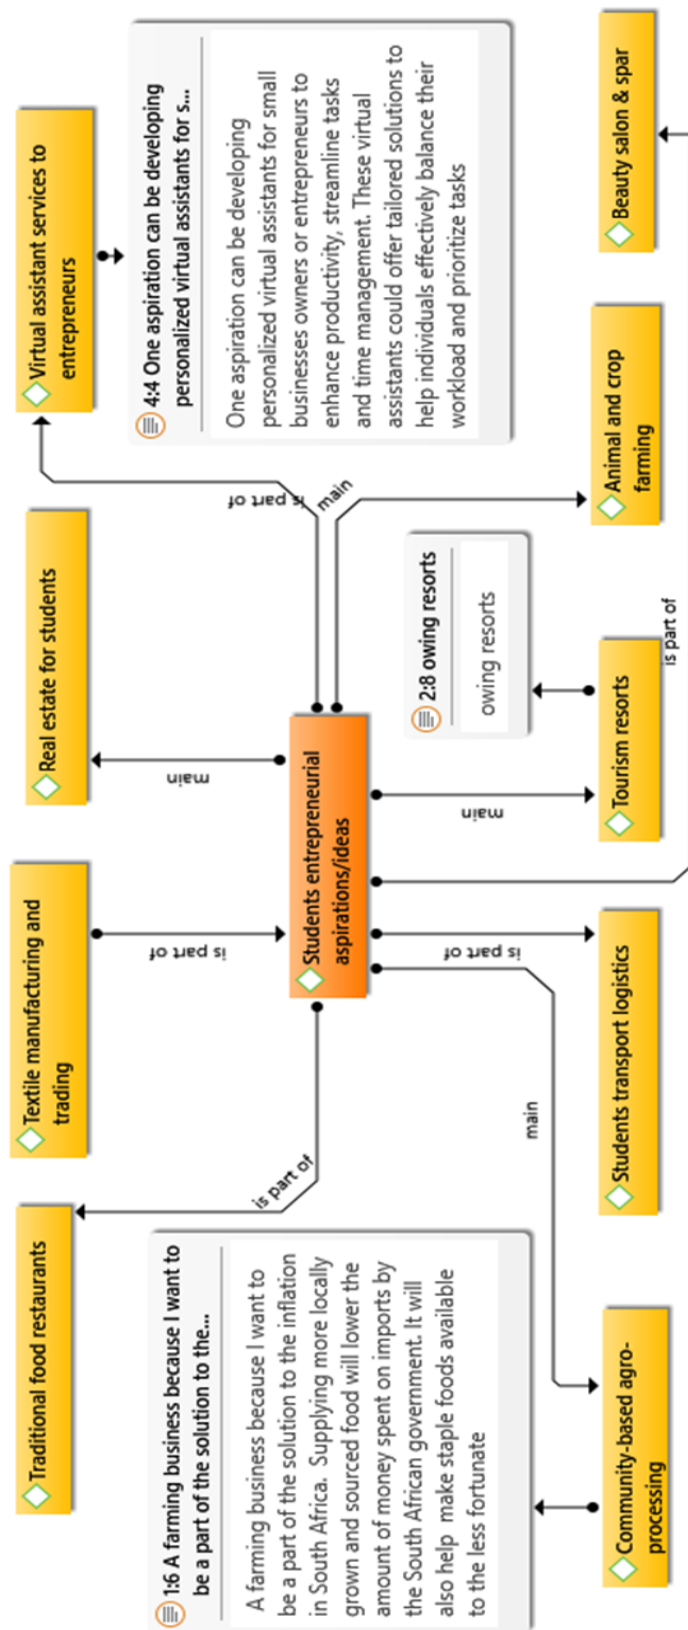 Traditional food restaurants
Textile manufacturing and
trading
Real estate for students
Virtual assistant services to
entrepreneurs
is part of
is part of
main
is part of
main
1:6 A farming business because I want to
be a part of the solution to the...
A farming business because I want to
be a part of the solution to the inflation
in South Africa. Supplying more locally
grown and sourced food will lower the
amount of money spent on imports by
the South African government. It will
also help make staple foods available
to the less fortunate
Students entrepreneurial
aspirations/ideas
4:4 One aspiration can be developing
personalized virtual assistants for s...
One aspiration can be developing
personalized virtual assistants for small
businesses owners or entrepreneurs to
enhance productivity, streamline tasks
and time management. These virtual
assistants could offer tailored solutions to
help individuals effectively balance their
workload and prioritize tasks
2:8 owing resorts
owing resorts
main
is part of
main
is part of
Community-based agro-
processing
Students transport logistics
Tourism resorts
Animal and crop
farming
Beauty salon & spar